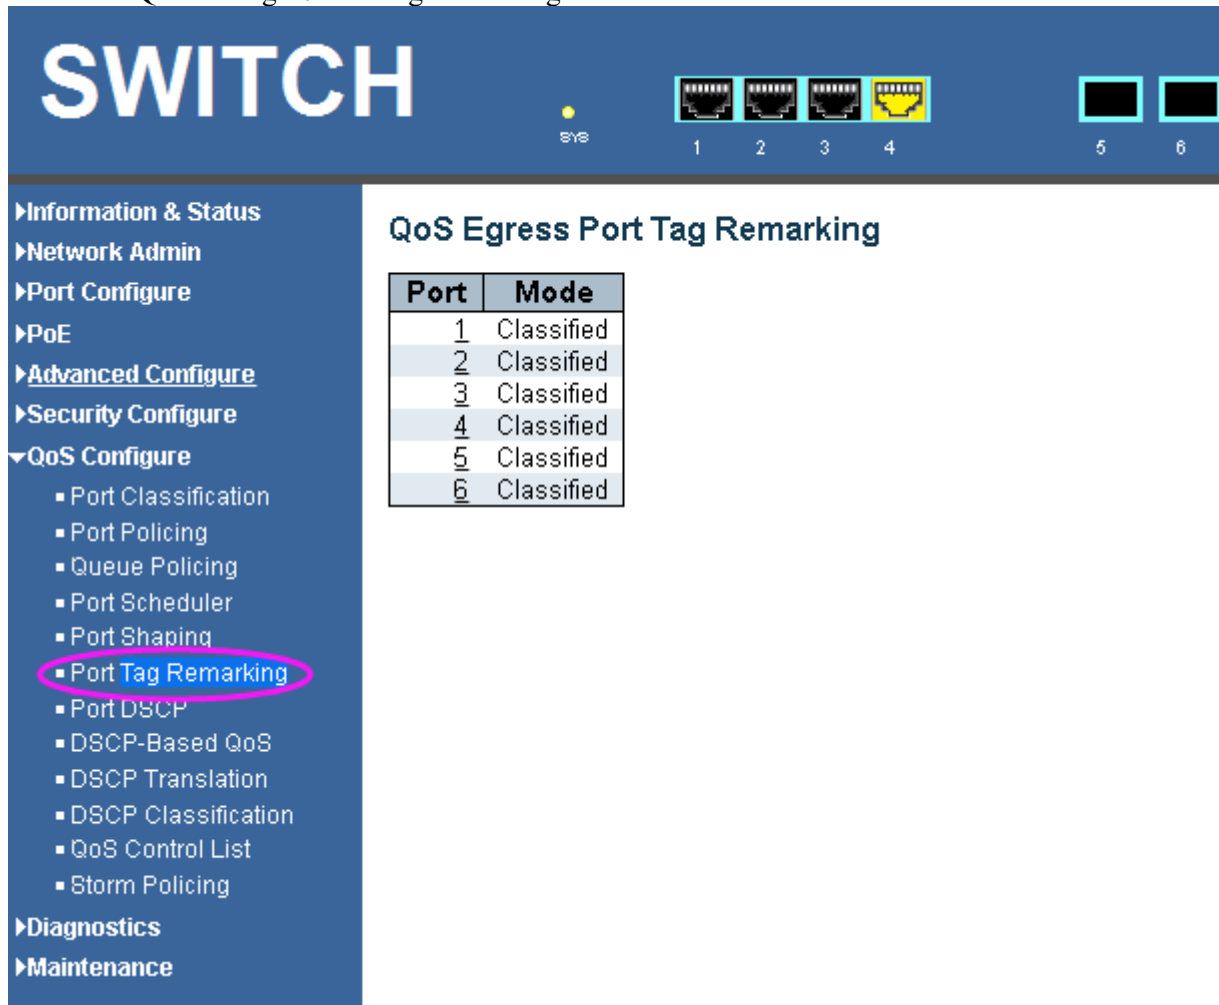 SWITCH
SYS
1 2 3 4 5 6
Information & Status
Network Admin
Port Configure
PoE
Advanced Configure
Security Configure
QoS Configure
Port Classification
Port Policing
Queue Policing
Port Scheduler
Port Shaping
Port Tag Remarking
Port DSCP
DSCP-Based QoS
DSCP Translation
DSCP Classification
QoS Control List
Storm Policing
Diagnostics
Maintenance
QoS Egress Port Tag Remarking
Port Mode
1 Classified
2 Classified
3 Classified
4 Classified
5 Classified
6 Classified